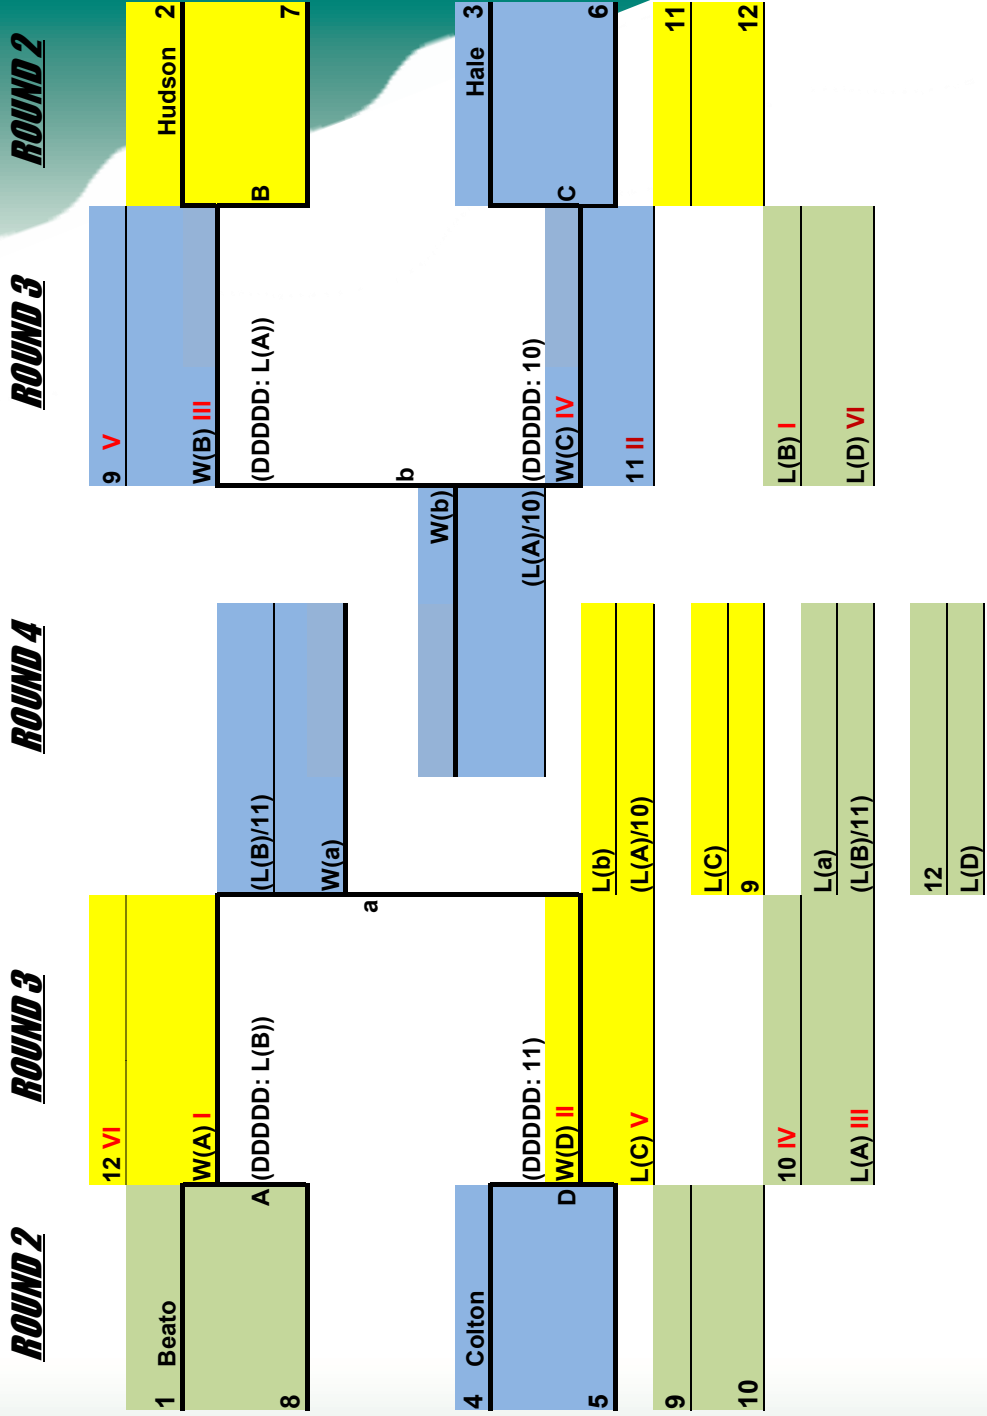 ROUND 2 ROUND 3 ROUND 4 ROUND 3 ROUND 2
12 VI 9 V
1 Beato Hudson 2
W(A) I W(B) III
A (DDDDD: L(B)) (L(B)/11) (DDDDD: L(A)) B
8 7
W(a)
a
b
W(b)
4 Colton Hale 3
(DDDDD: 11) (L(A)/10) (DDDDD: 10)
D W(D) II W(C) IV C
5 L(b) 6
L(C) V (L(A)/10) 11 II
9 11
L(C)
10 9 12
10 IV L(B) I
L(a)
L(A) III (L(B)/11) L(D) VI
12
L(D)